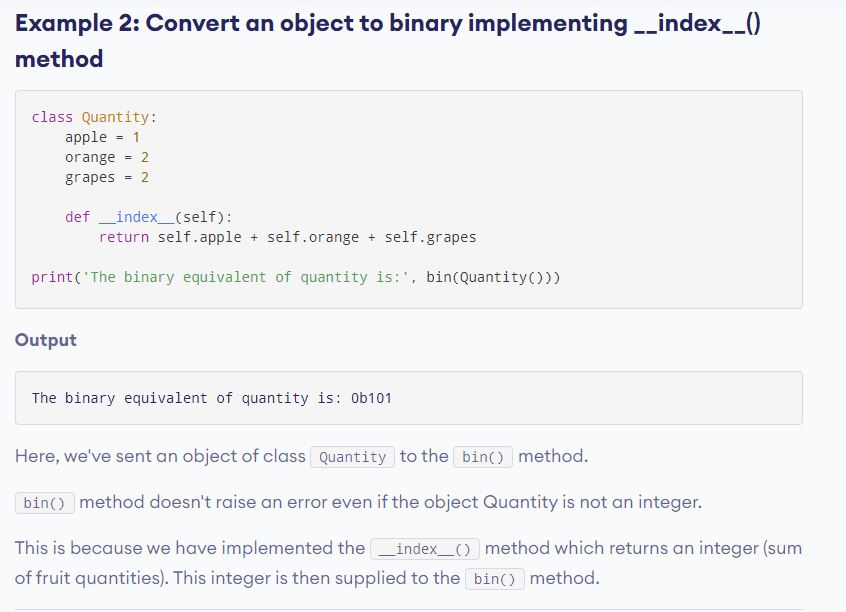 Example 2: Convert an object to binary implementing __index__()
method
class Quantity:
    apple = 1
    orange = 2
    grapes = 2
    def __index__(self):
        return self.apple + self.orange + self.grapes
print('The binary equivalent of quantity is:', bin(Quantity()))
Output
The binary equivalent of quantity is: 0b101
Here, we've sent an object of class Quantity to the bin() method.
bin() method doesn't raise an error even if the object Quantity is not an integer.
This is because we have implemented the __index__() method which returns an integer (sum
of fruit quantities). This integer is then supplied to the bin() method.